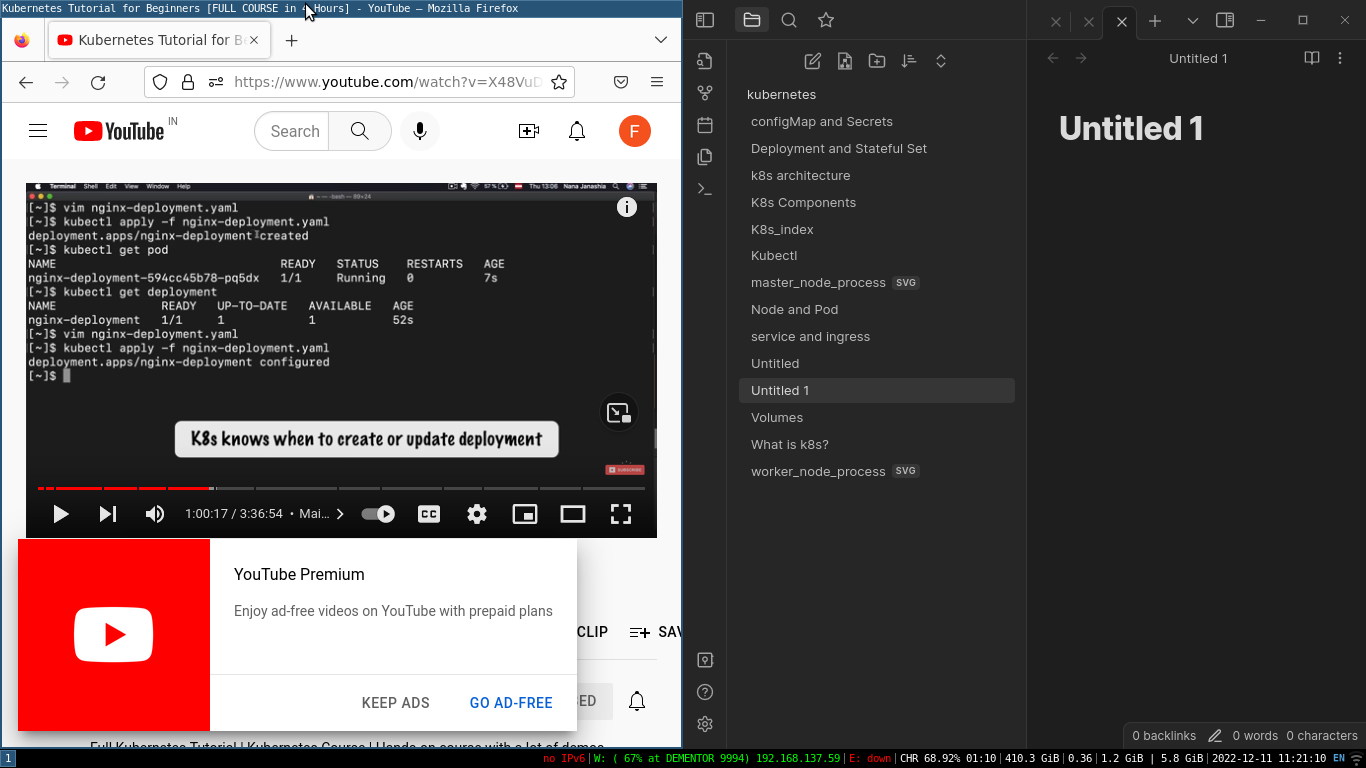 Kubernetes Tutorial for Beginners [FULL COURSE in 4 Hours] - YouTube — Mozilla Firefox
Kubernetes Tutorial for B
https://www.youtube.com/watch?v=X48VuD
YouTube IN
Search
F
Terminal Shell Edit View Window Help
57% Thu 13:06 Nana Janashia
[~]$ vim nginx-deployment.yaml
[~]$ kubectl apply -f nginx-deployment.yaml
deployment.apps/nginx-deployment created
[~]$ kubectl get pod
NAME READY STATUS RESTARTS AGE
nginx-deployment-594cc45b78-pq5dx 1/1 Running 0 7s
[~]$ kubectl get deployment
NAME READY UP-TO-DATE AVAILABLE AGE
nginx-deployment 1/1 1 1 52s
[~]$ vim nginx-deployment.yaml
[~]$ kubectl apply -f nginx-deployment.yaml
deployment.apps/nginx-deployment configured
[~]$
K8s knows when to create or update deployment
SUBSCRIBE
1:00:17 / 3:36:54 • Mai…
CC
YouTube Premium
Enjoy ad-free videos on YouTube with prepaid plans
KEEP ADS
GO AD-FREE
CLIP
SAV
ED
Full Kubernetes Tutorial | Kubernetes Course | Hands-on course with a lot of demos
kubernetes
configMap and Secrets
Deployment and Stateful Set
k8s architecture
K8s Components
K8s_index
Kubectl
master_node_process SVG
Node and Pod
service and ingress
Untitled
Untitled 1
Volumes
What is k8s?
worker_node_process SVG
Untitled 1
Untitled 1
0 backlinks
0 words 0 characters
1
no IPv6|W: ( 67% at DEMENTOR 9994) 192.168.137.59|E: down|CHR 68.92% 01:10|410.3 GiB|0.36|1.2 GiB | 5.8 GiB|2022-12-11 11:21:10 EN